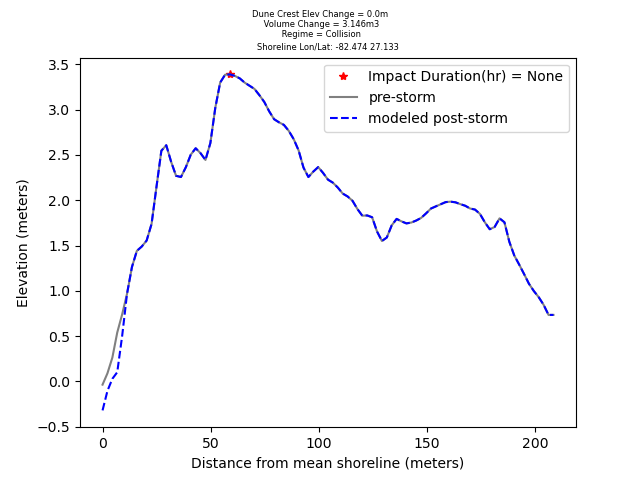 Dune Crest Elev Change = 0.0m
Volume Change = 3.146m3
Regime = Collision
Shoreline Lon/Lat: -82.474 27.133
Impact Duration(hr) = None
pre-storm
modeled post-storm
3.5
3.0
2.5
2.0
1.5
1.0
0.5
0.0
−0.5
Elevation (meters)
0
50
100
150
200
Distance from mean shoreline (meters)